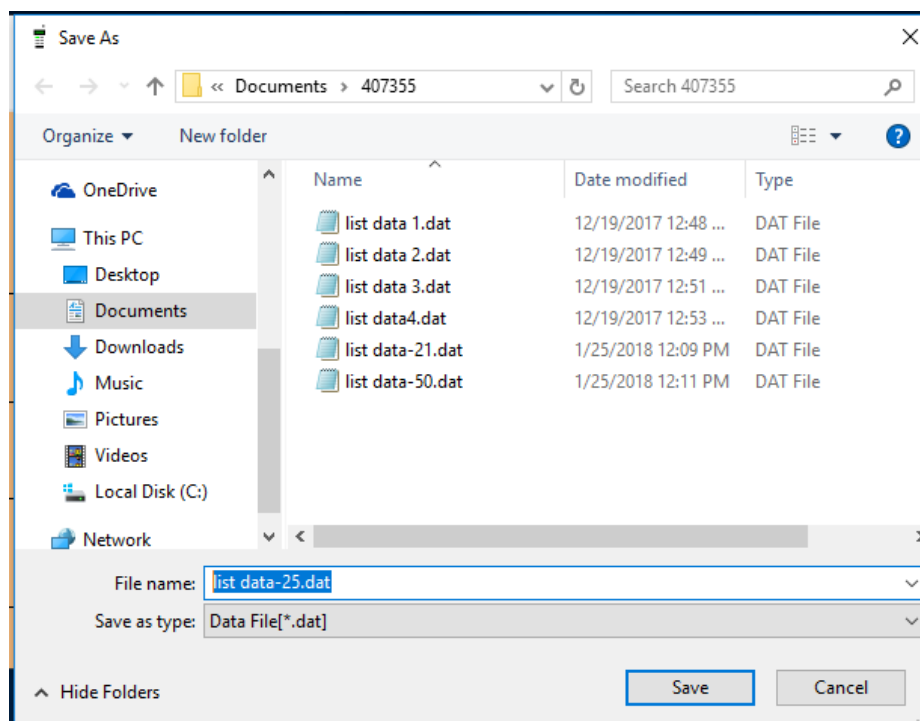 Save As
« Documents › 407355
Search 407355
Organize
New folder
?
Name Date modified Type
OneDrive
This PC
Desktop
Documents
Downloads
Music
Pictures
Videos
Local Disk (C:)
Network
list data 1.dat 12/19/2017 12:48 ... DAT File
list data 2.dat 12/19/2017 12:49 ... DAT File
list data 3.dat 12/19/2017 12:51 ... DAT File
list data4.dat 12/19/2017 12:53 ... DAT File
list data-21.dat 1/25/2018 12:09 PM DAT File
list data-50.dat 1/25/2018 12:11 PM DAT File
File name: list data-25.dat
Save as type: Data File[*.dat]
Hide Folders
Save
Cancel